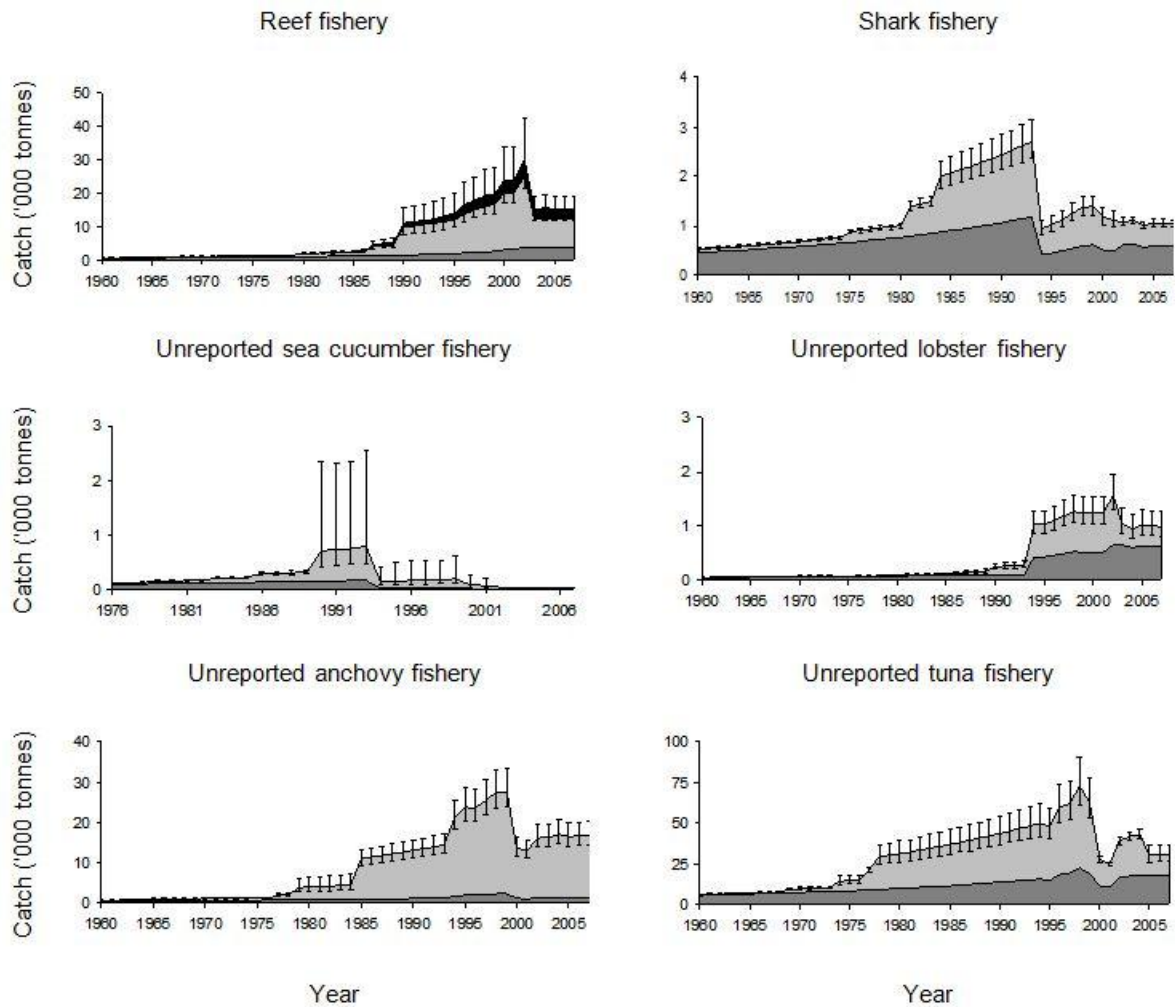 Reef fishery
Shark fishery
Catch ('000 tonnes)
50
40
30
20
10
0
1960 1965 1970 1975 1980 1985 1990 1995 2000 2005
4
3
2
1
0
1960 1965 1970 1975 1980 1985 1990 1995 2000 2005
Unreported sea cucumber fishery
Unreported lobster fishery
Catch ('000 tonnes)
3
2
1
0
1976 1981 1986 1991 1996 2001 2006
3
2
1
0
1960 1965 1970 1975 1980 1985 1990 1995 2000 2005
Unreported anchovy fishery
Unreported tuna fishery
Catch ('000 tonnes)
40
30
20
10
0
1960 1965 1970 1975 1980 1985 1990 1995 2000 2005
100
75
50
25
0
1960 1965 1970 1975 1980 1985 1990 1995 2000 2005
Year
Year